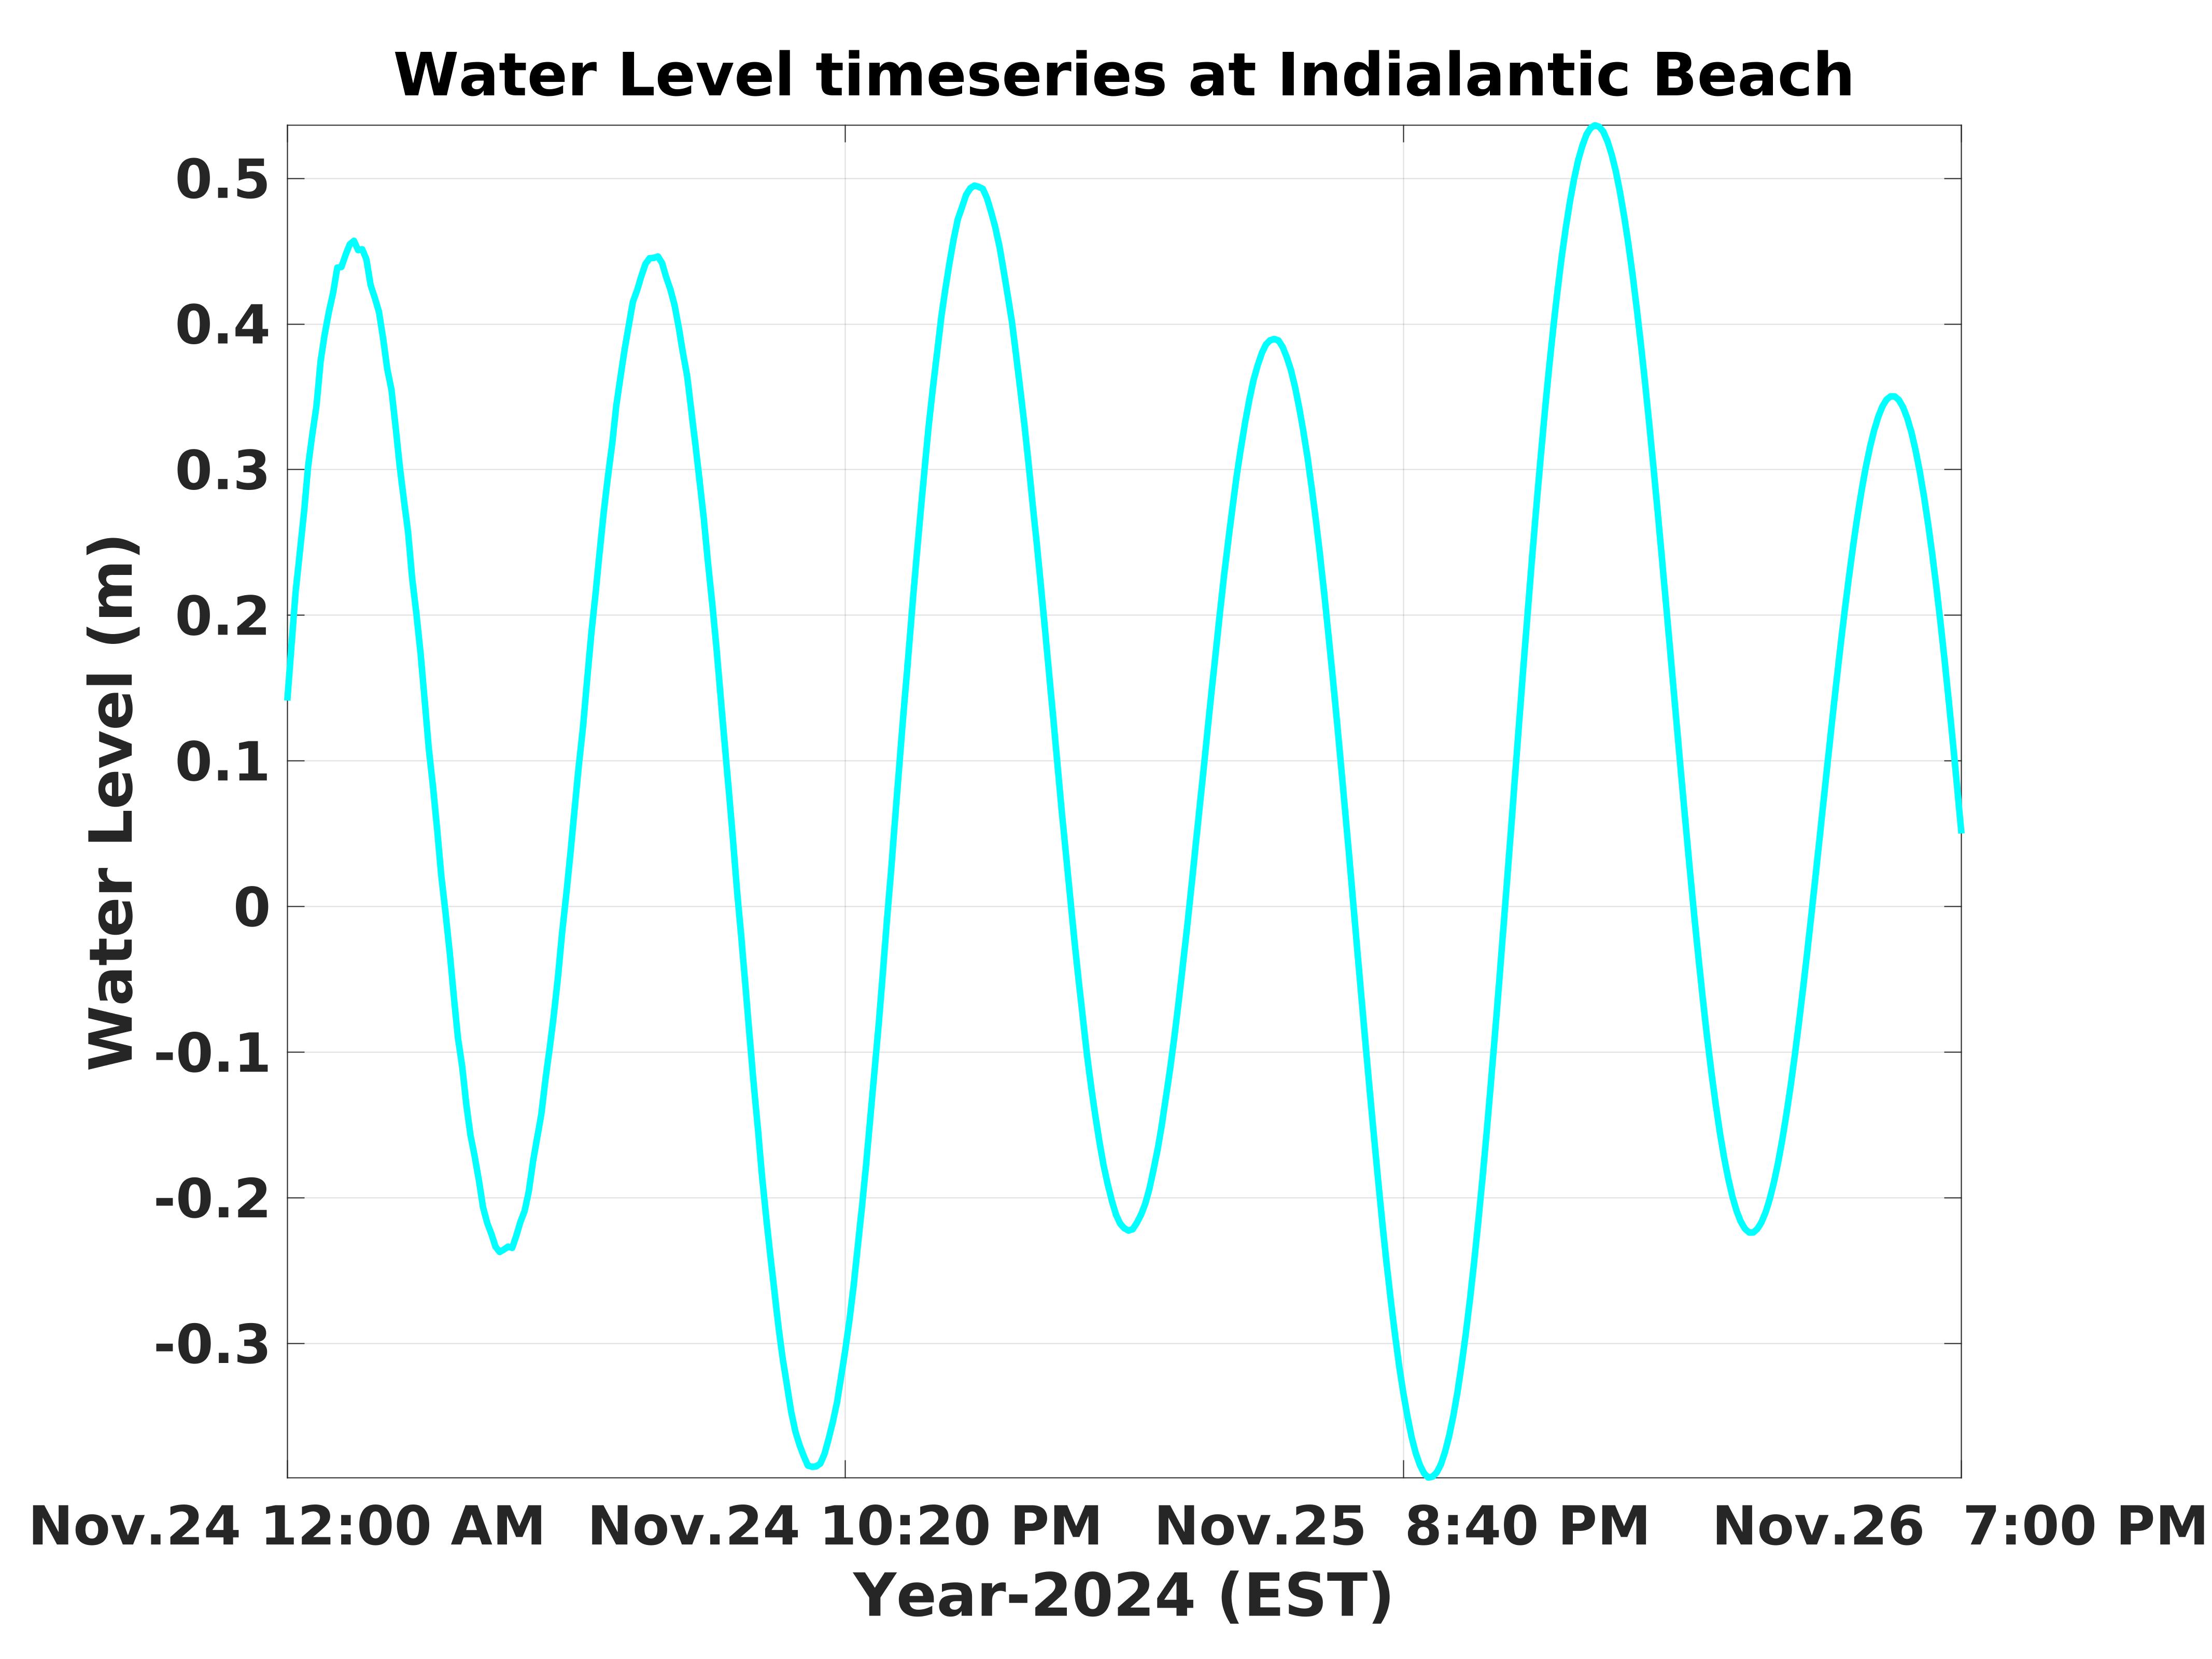 Water Level timeseries at Indialantic Beach
0.5
0.4
0.3
0.2
0.1
0
-0.1
-0.2
-0.3
Water Level (m)
Nov.24 12:00 AM Nov.24 10:20 PM Nov.25 8:40 PM Nov.26 7:00 PM
Year-2024 (EST)